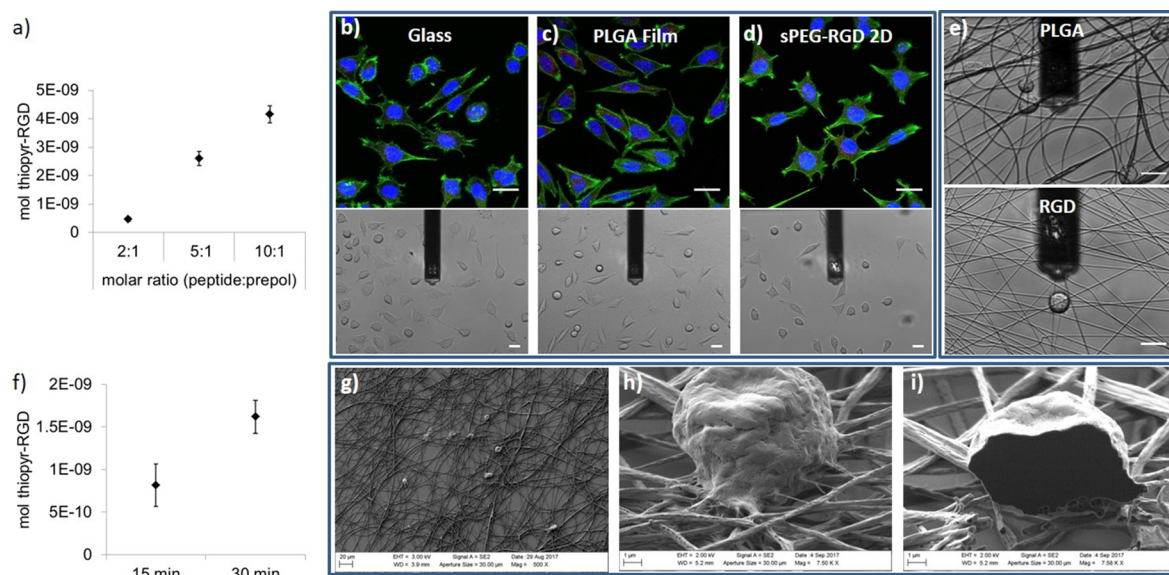 a)
5E-09
4E-09
3E-09
2E-09
1E-09
0
mol thiopyr-RGD
2:1 5:1 10:1
molar ratio (peptide:prepol)
b) Glass
c) PLGA Film
d) sPEG-RGD 2D
e) PLGA
RGD
f)
2E-09
1.5E-09
1E-09
5E-10
0
mol thiopyr-RGD
15 min 30 min
g)
20 µm EHT = 3.00 kV Signal A = SE2 Date :29 Aug 2017
WD = 3.9 mm Aperture Size = 30.00 µm Mag = 500 X
h)
1 µm EHT = 2.00 kV Signal A = SE2 Date :4 Sep 2017
WD = 5.2 mm Aperture Size = 30.00 µm Mag = 7.50 K X
i)
1 µm EHT = 2.00 kV Signal A = SE2 Date :4 Sep 2017
WD = 5.2 mm Aperture Size = 30.00 µm Mag = 7.58 K X